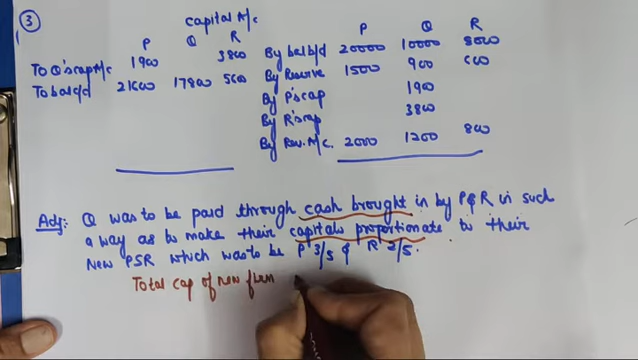 3
Capital A/c
P Q R P Q R
1900 3800 By bal b/d 20000 10000 8000
To Q's cap A/c By Reserve 1500 900 600
To bal c/d 21600 17800 5600 By P's cap 1900
By R's cap 3800
By Rev. A/c. 2000 1200 800
Adj: Q was to be paid through cash brought in by P & R in such
a way as to make their capitals proportionate to their
New PSR which was to be P 3/5 & R 2/5.
Total cap of new firm